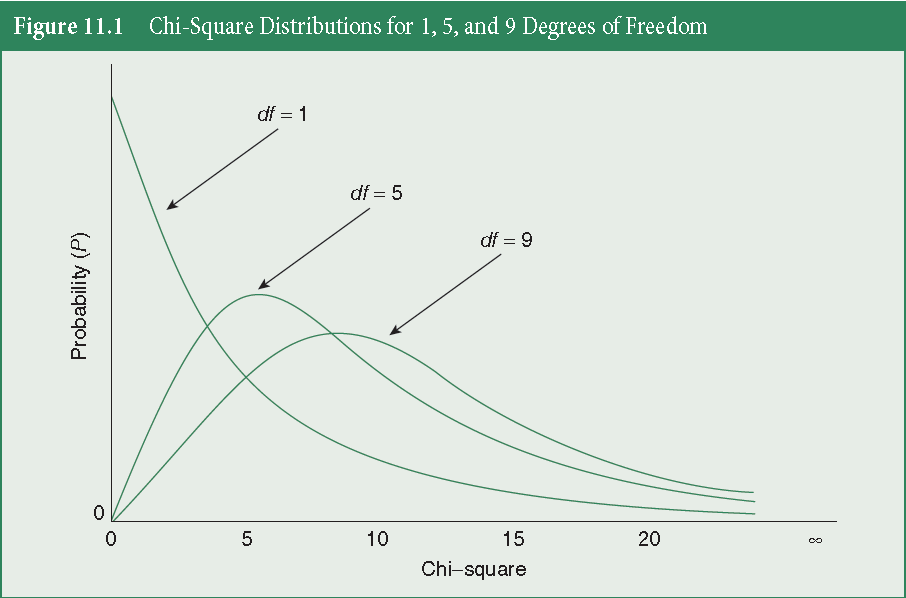 Figure 11.1 Chi-Square Distributions for 1, 5, and 9 Degrees of Freedom
df = 1
df = 5
df = 9
Probability (P)
0
0 5 10 15 20 ∞
Chi–square